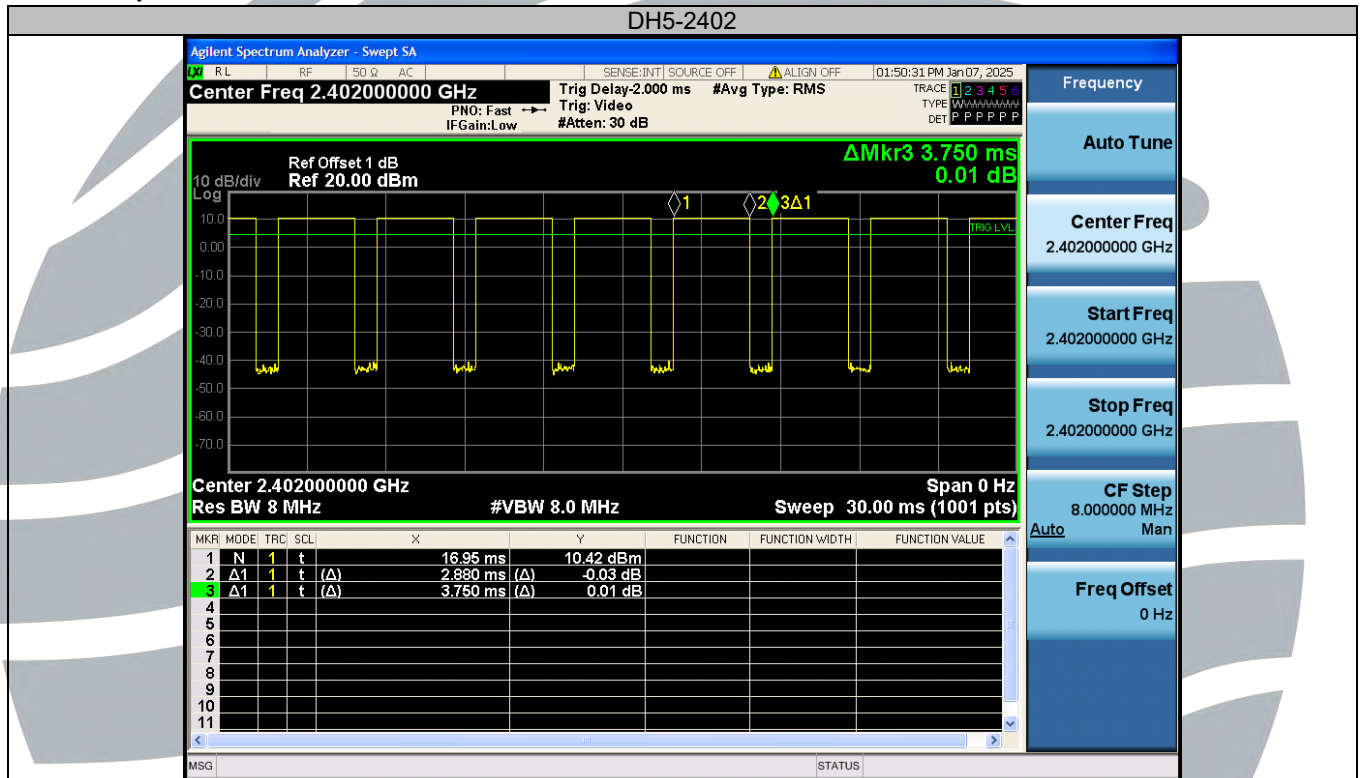 DH5-2402
Agilent Spectrum Analyzer - Swept SA
LXI RL RF 50 Ω AC SENSE:INT SOURCE OFF ALIGN OFF 01:50:31 PM Jan 07, 2025
Center Freq 2.402000000 GHz
PNO: Fast
IFGain:Low
Trig Delay-2.000 ms #Avg Type: RMS
Trig: Video
#Atten: 30 dB
TRACE 1 2 3 4 5 6
TYPE WWWWWW
DET P P P P P P
ΔMkr3 3.750 ms
0.01 dB
Ref Offset 1 dB
10 dB/div Ref 20.00 dBm
Log
1 2 3Δ1
10.0
TRIG LVL
0.00
-10.0
-20.0
-30.0
-40.0
-50.0
-60.0
-70.0
Center 2.402000000 GHz Span 0 Hz
Res BW 8 MHz #VBW 8.0 MHz Sweep 30.00 ms (1001 pts)
MKR MODE TRC SCL X Y FUNCTION FUNCTION WIDTH FUNCTION VALUE
1 N 1 t 16.95 ms 10.42 dBm
2 Δ1 1 t (Δ) 2.880 ms (Δ) -0.03 dB
3 Δ1 1 t (Δ) 3.750 ms (Δ) 0.01 dB
4
5
6
7
8
9
10
11
MSG STATUS
Frequency
Auto Tune
Center Freq
2.402000000 GHz
Start Freq
2.402000000 GHz
Stop Freq
2.402000000 GHz
CF Step
8.000000 MHz
Auto Man
Freq Offset
0 Hz